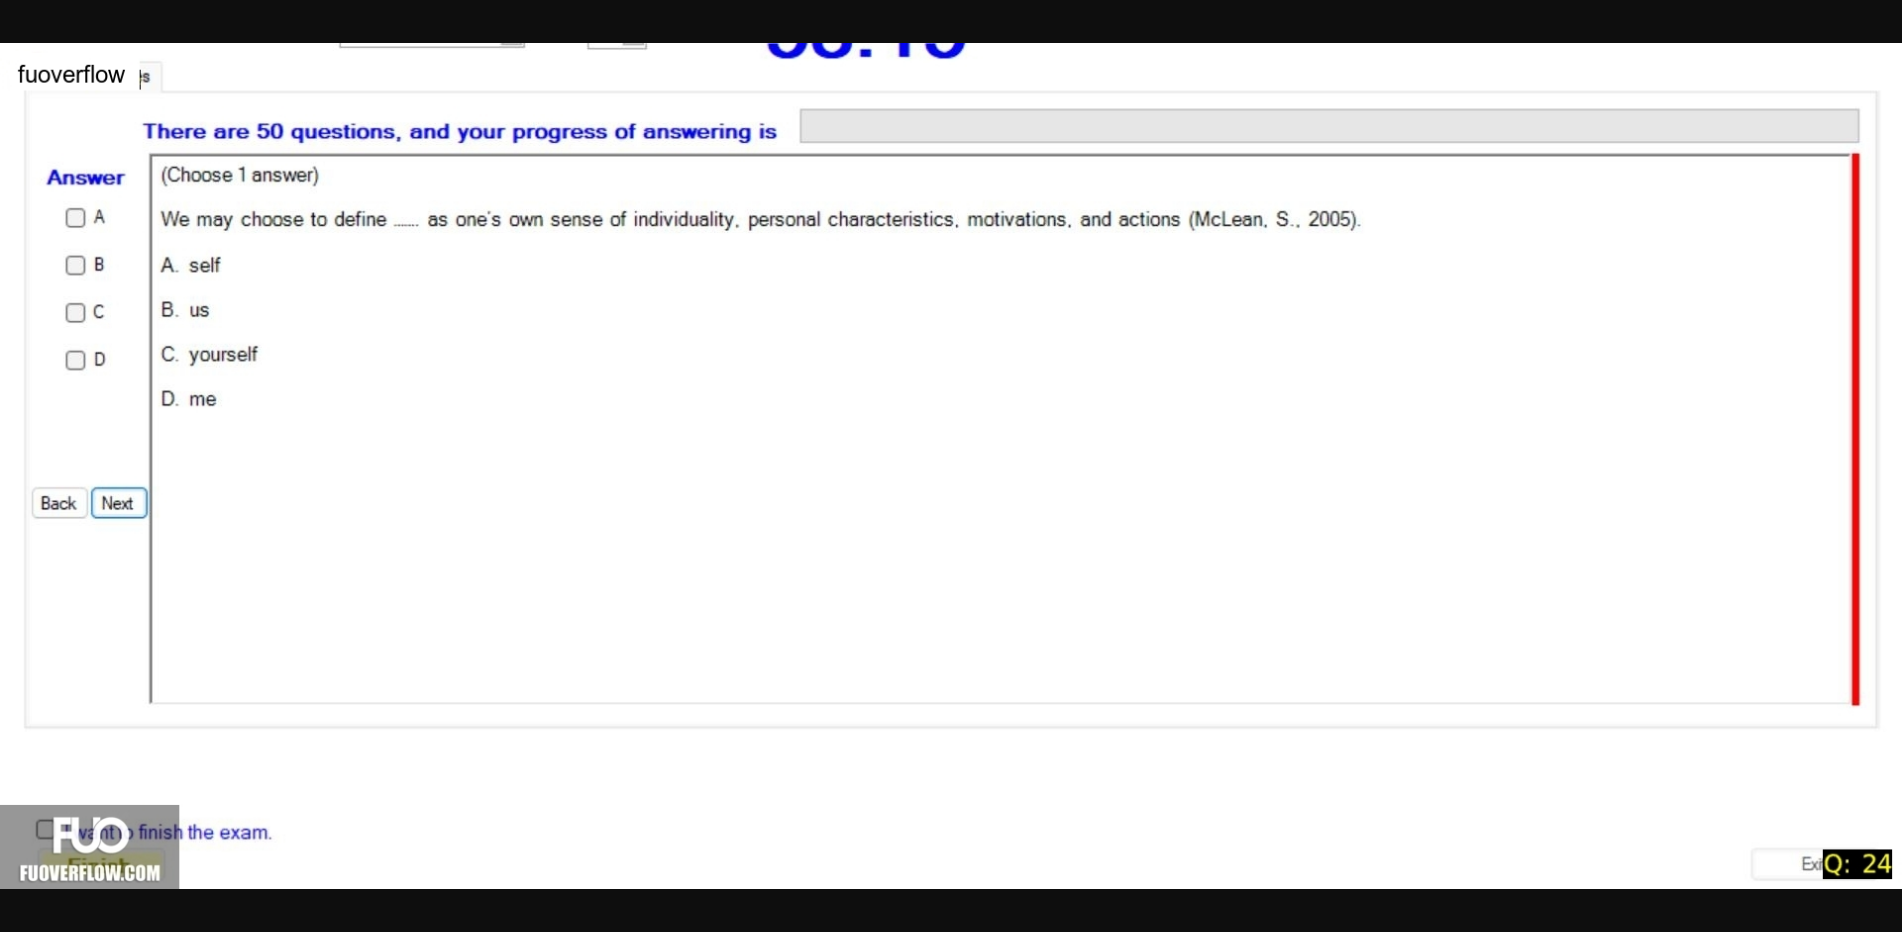 fuoverflow
There are 50 questions, and your progress of answering is
Answer
(Choose 1 answer)
A
We may choose to define ...... as one's own sense of individuality, personal characteristics, motivations, and actions (McLean, S., 2005).
B
A. self
C
B. us
D
C. yourself
D. me
Back
Next
finish the exam.
FUO
FUOVERFLOW.COM
Q: 24